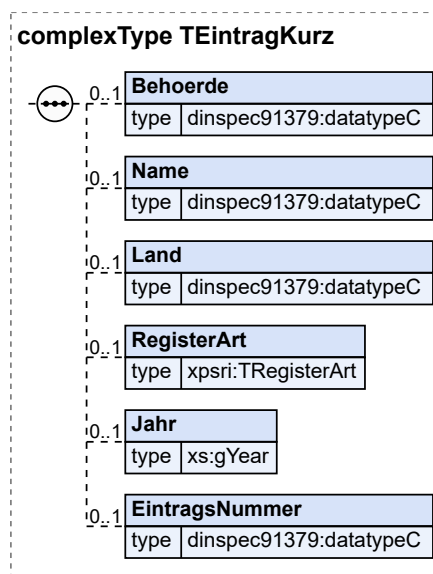 complexType TEintragKurz
0..1 Behoerde
type dinspec91379:datatypeC
0..1 Name
type dinspec91379:datatypeC
0..1 Land
type dinspec91379:datatypeC
0..1 RegisterArt
type xpsri:TRegisterArt
0..1 Jahr
type xs:gYear
0..1 EintragsNummer
type dinspec91379:datatypeC